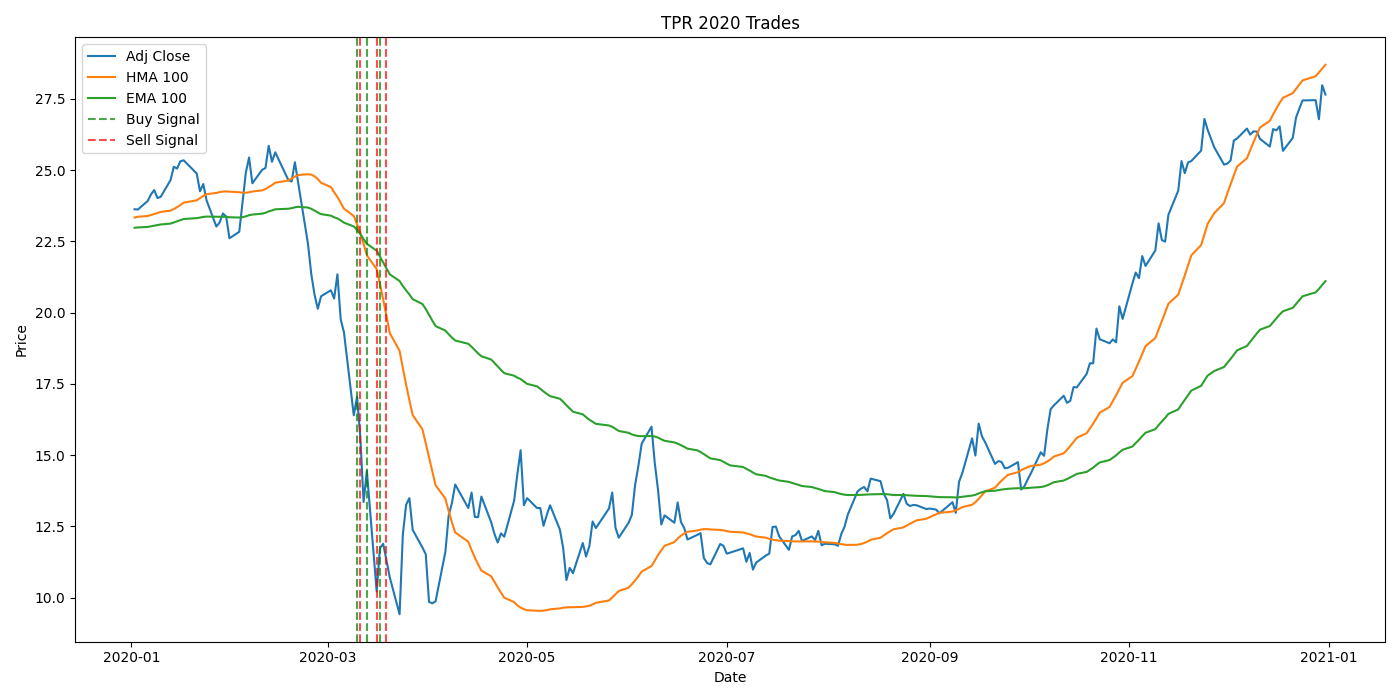 TPR 2020 Trades
Adj Close
HMA 100
EMA 100
Buy Signal
Sell Signal
Price
27.5
25.0
22.5
20.0
17.5
15.0
12.5
10.0
2020-01
2020-03
2020-05
2020-07
2020-09
2020-11
2021-01
Date